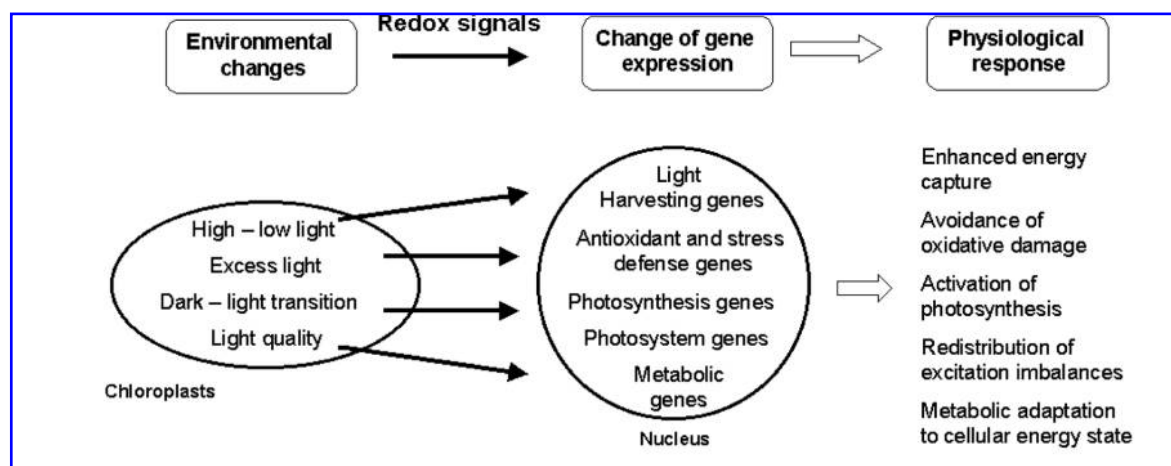 Environmental
changes
Redox signals
Change of gene
expression
Physiological
response
High – low light
Excess light
Dark – light transition
Light quality
Chloroplasts
Light
Harvesting genes
Antioxidant and stress
defense genes
Photosynthesis genes
Photosystem genes
Metabolic
genes
Nucleus
Enhanced energy
capture
Avoidance of
oxidative damage
Activation of
photosynthesis
Redistribution of
excitation imbalances
Metabolic adaptation
to cellular energy state